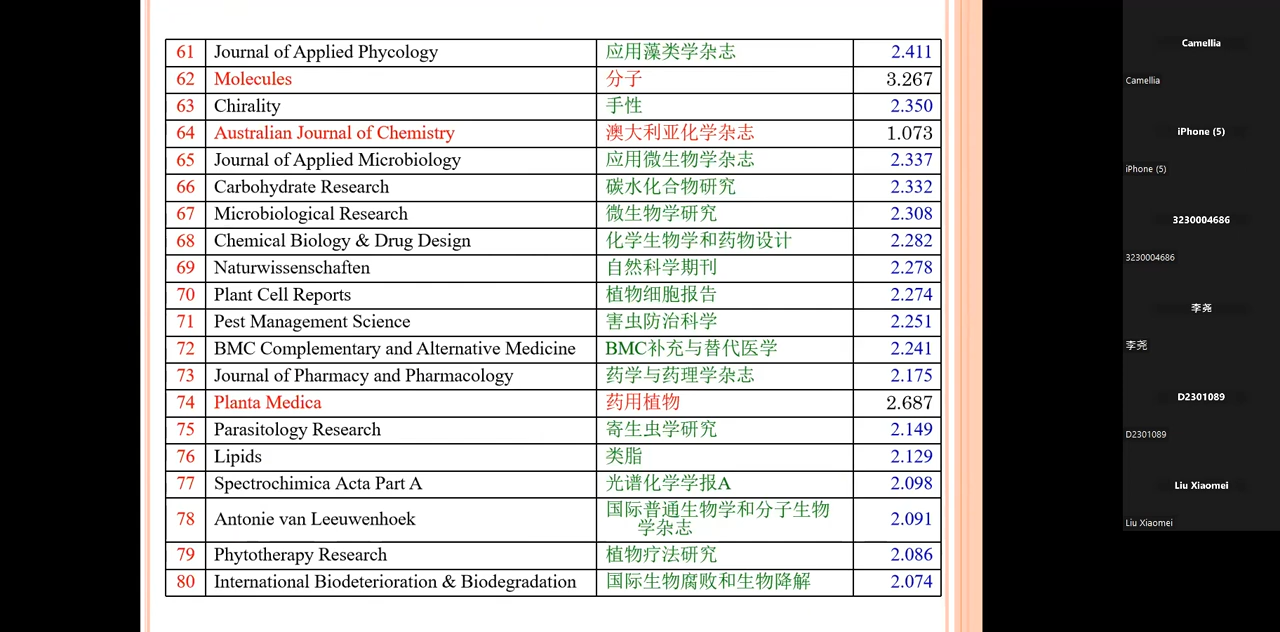 61 Journal of Applied Phycology 应用藻类学杂志 2.411
62 Molecules 分子 3.267
63 Chirality 手性 2.350
64 Australian Journal of Chemistry 澳大利亚化学杂志 1.073
65 Journal of Applied Microbiology 应用微生物学杂志 2.337
66 Carbohydrate Research 碳水化合物研究 2.332
67 Microbiological Research 微生物学研究 2.308
68 Chemical Biology & Drug Design 化学生物学和药物设计 2.282
69 Naturwissenschaften 自然科学期刊 2.278
70 Plant Cell Reports 植物细胞报告 2.274
71 Pest Management Science 害虫防治科学 2.251
72 BMC Complementary and Alternative Medicine BMC补充与替代医学 2.241
73 Journal of Pharmacy and Pharmacology 药学与药理学杂志 2.175
74 Planta Medica 药用植物 2.687
75 Parasitology Research 寄生虫学研究 2.149
76 Lipids 类脂 2.129
77 Spectrochimica Acta Part A 光谱化学学报A 2.098
78 Antonie van Leeuwenhoek 国际普通生物学和分子生物 2.091
学杂志
79 Phytotherapy Research 植物疗法研究 2.086
80 International Biodeterioration & Biodegradation 国际生物腐败和生物降解 2.074
Camellia
Camellia
iPhone (5)
iPhone (5)
3230004686
3230004686
李尧
李尧
D2301089
D2301089
Liu Xiaomei
Liu Xiaomei